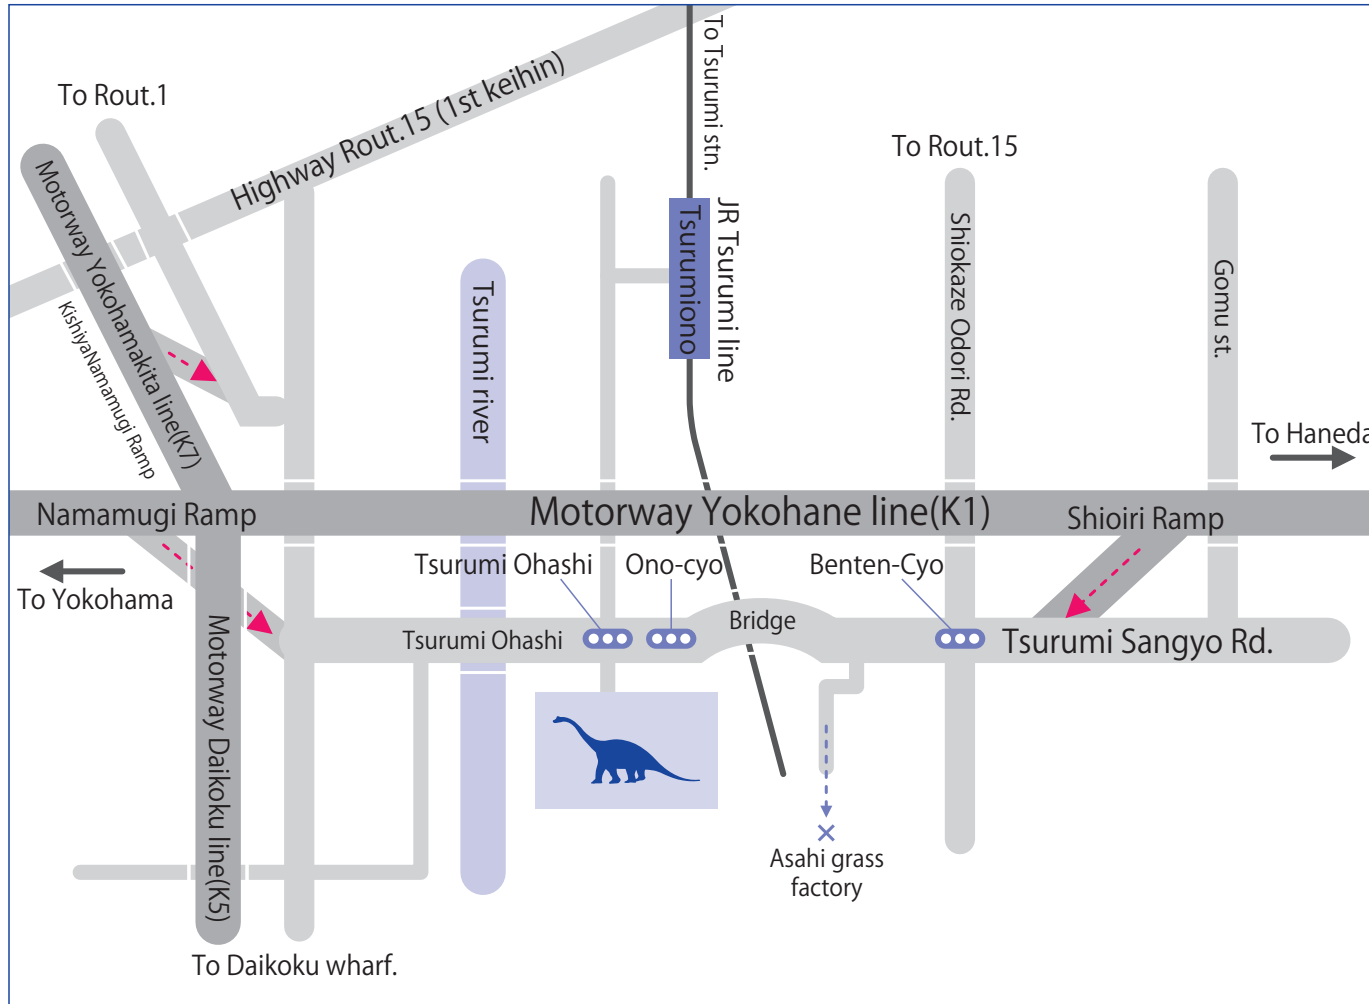 To Tsurumi stn.
To Rout.1
Highway Rout.15 (1st keihin)
To Rout.15
Motorway Yokohamakita line(K7)
JR Tsurumi line
Tsurumiono
Shiokaze Odori Rd.
Gomu st.
Tsurumi river
KishiyaNamamugi Ramp
To Haneda
Namamugi Ramp
Motorway Yokohane line(K1)
Shioiri Ramp
Tsurumi Ohashi
Ono-cyo
Benten-Cyo
To Yokohama
Bridge
Tsurumi Ohashi
Tsurumi Sangyo Rd.
Motorway Daikoku line(K5)
Asahi grass
factory
To Daikoku wharf.